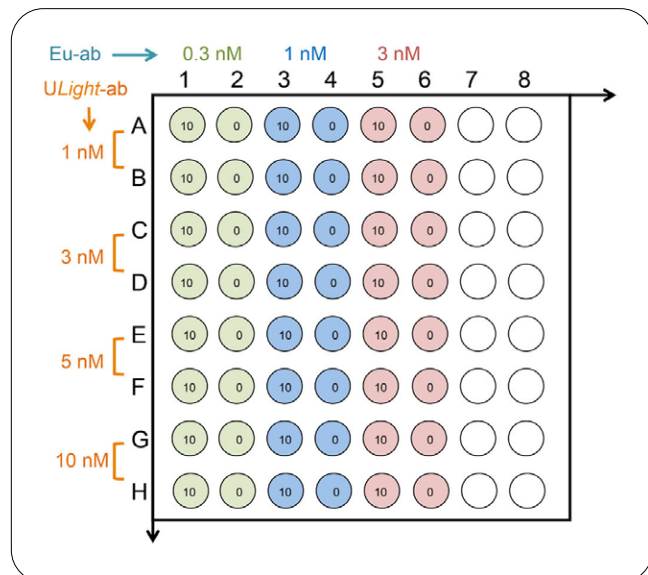 Eu-ab 0.3 nM 1 nM 3 nM
1 2 3 4 5 6 7 8
ULight-ab
A 10 0 10 0 10 0
1 nM
B 10 0 10 0 10 0
C 10 0 10 0 10 0
3 nM
D 10 0 10 0 10 0
E 10 0 10 0 10 0
5 nM
F 10 0 10 0 10 0
G 10 0 10 0 10 0
10 nM
H 10 0 10 0 10 0